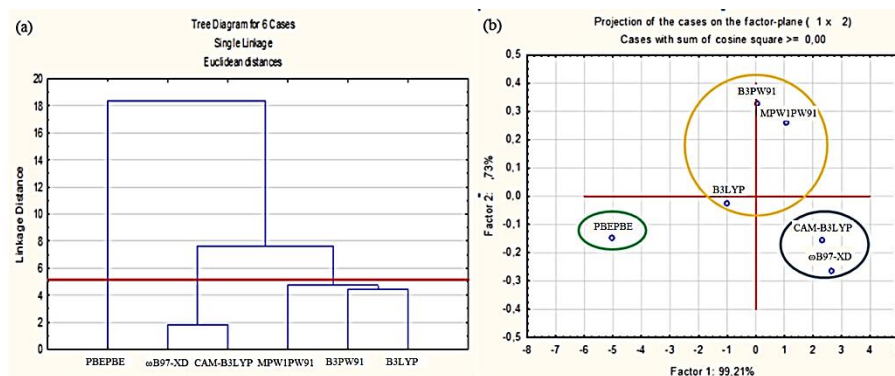 (a)
Tree Diagram for 6 Cases
Single Linkage
Euclidean distances
Linkage Distance
20
18
16
14
12
10
8
6
4
2
0
PBEPBE
ωB97-XD
CAM-B3LYP
MPW1PW91
B3PW91
B3LYP
(b)
Projection of the cases on the factor-plane ( 1 x 2)
Cases with sum of cosine square >= 0,00
Factor 2: ,73%
0,5
0,4
0,3
0,2
0,1
0,0
-0,1
-0,2
-0,3
-0,4
-0,5
B3PW91
MPW1PW91
B3LYP
PBEPBE
CAM-B3LYP
ωB97-XD
-8 -7 -6 -5 -4 -3 -2 -1 0 1 2 3 4 5 6
Factor 1: 99.21%